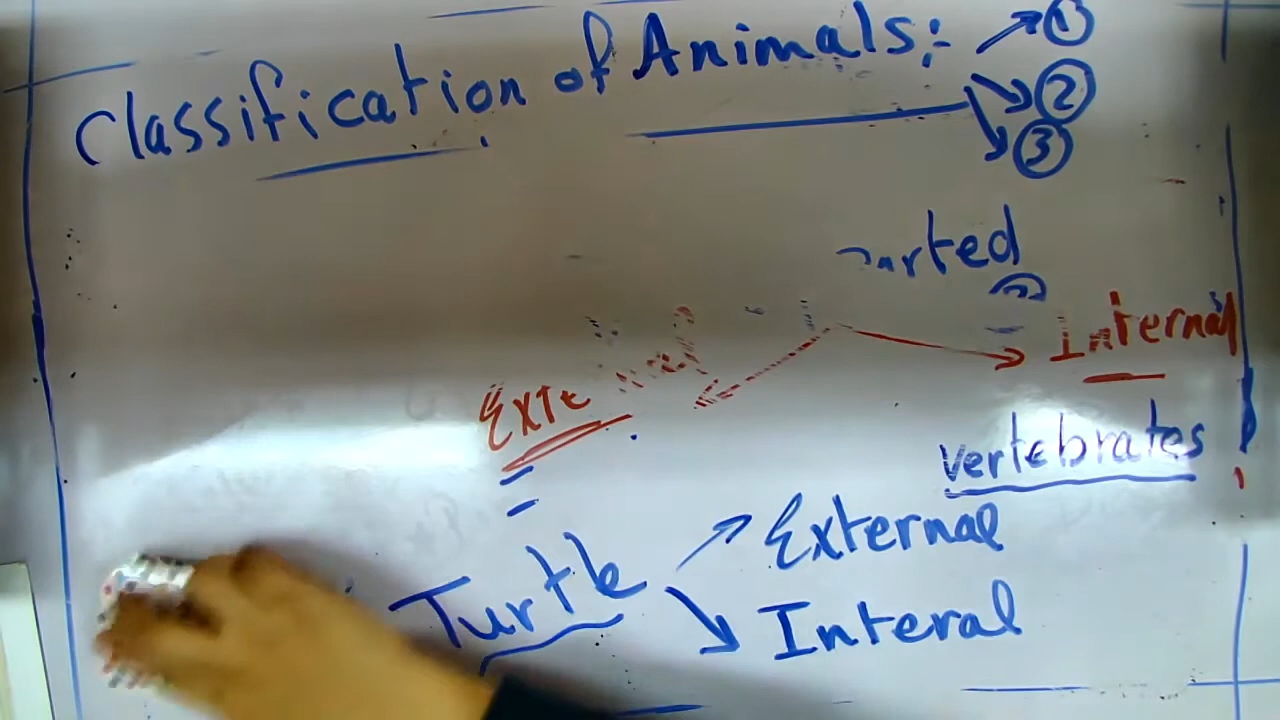 Classification of Animals:
1
2
3
Internal
vertebrates
Turtle
External
Interal